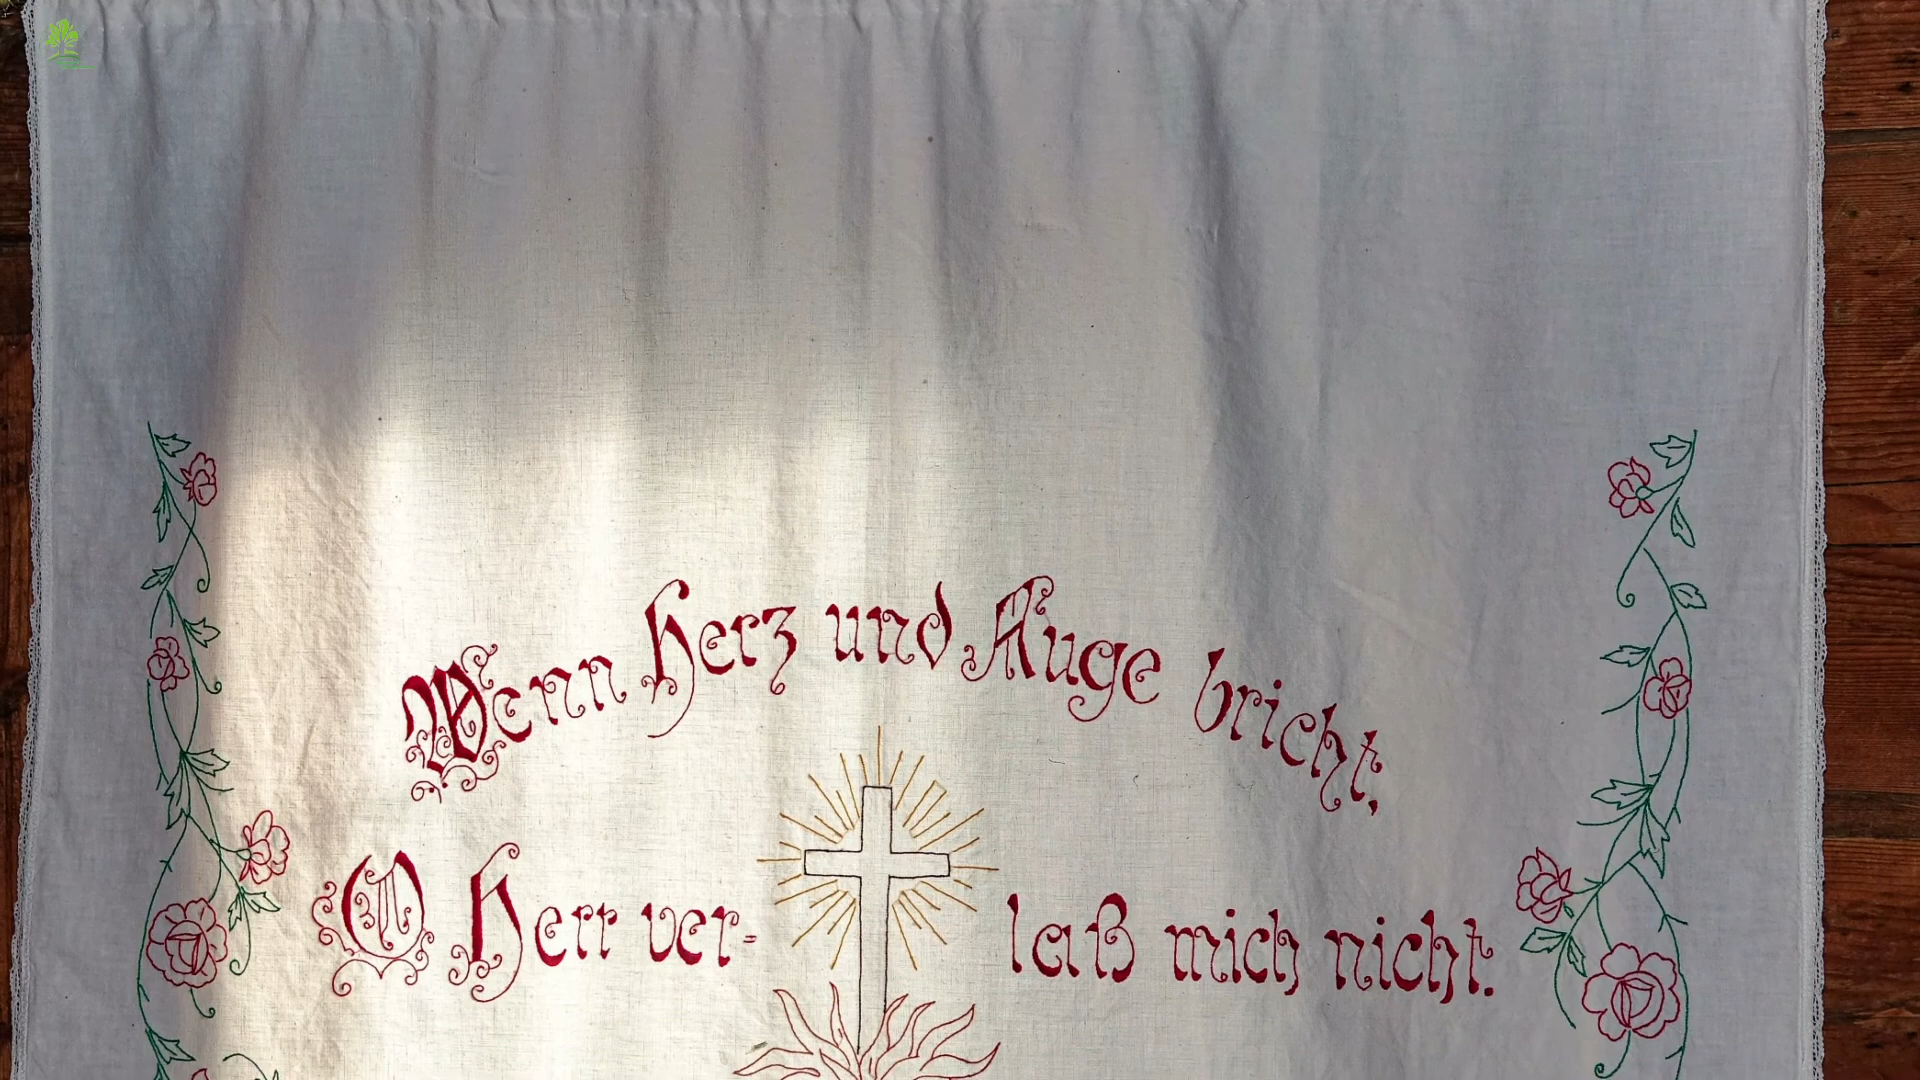 Wenn Herz und Auge bricht,
O Herr ver=
laß mich nicht.